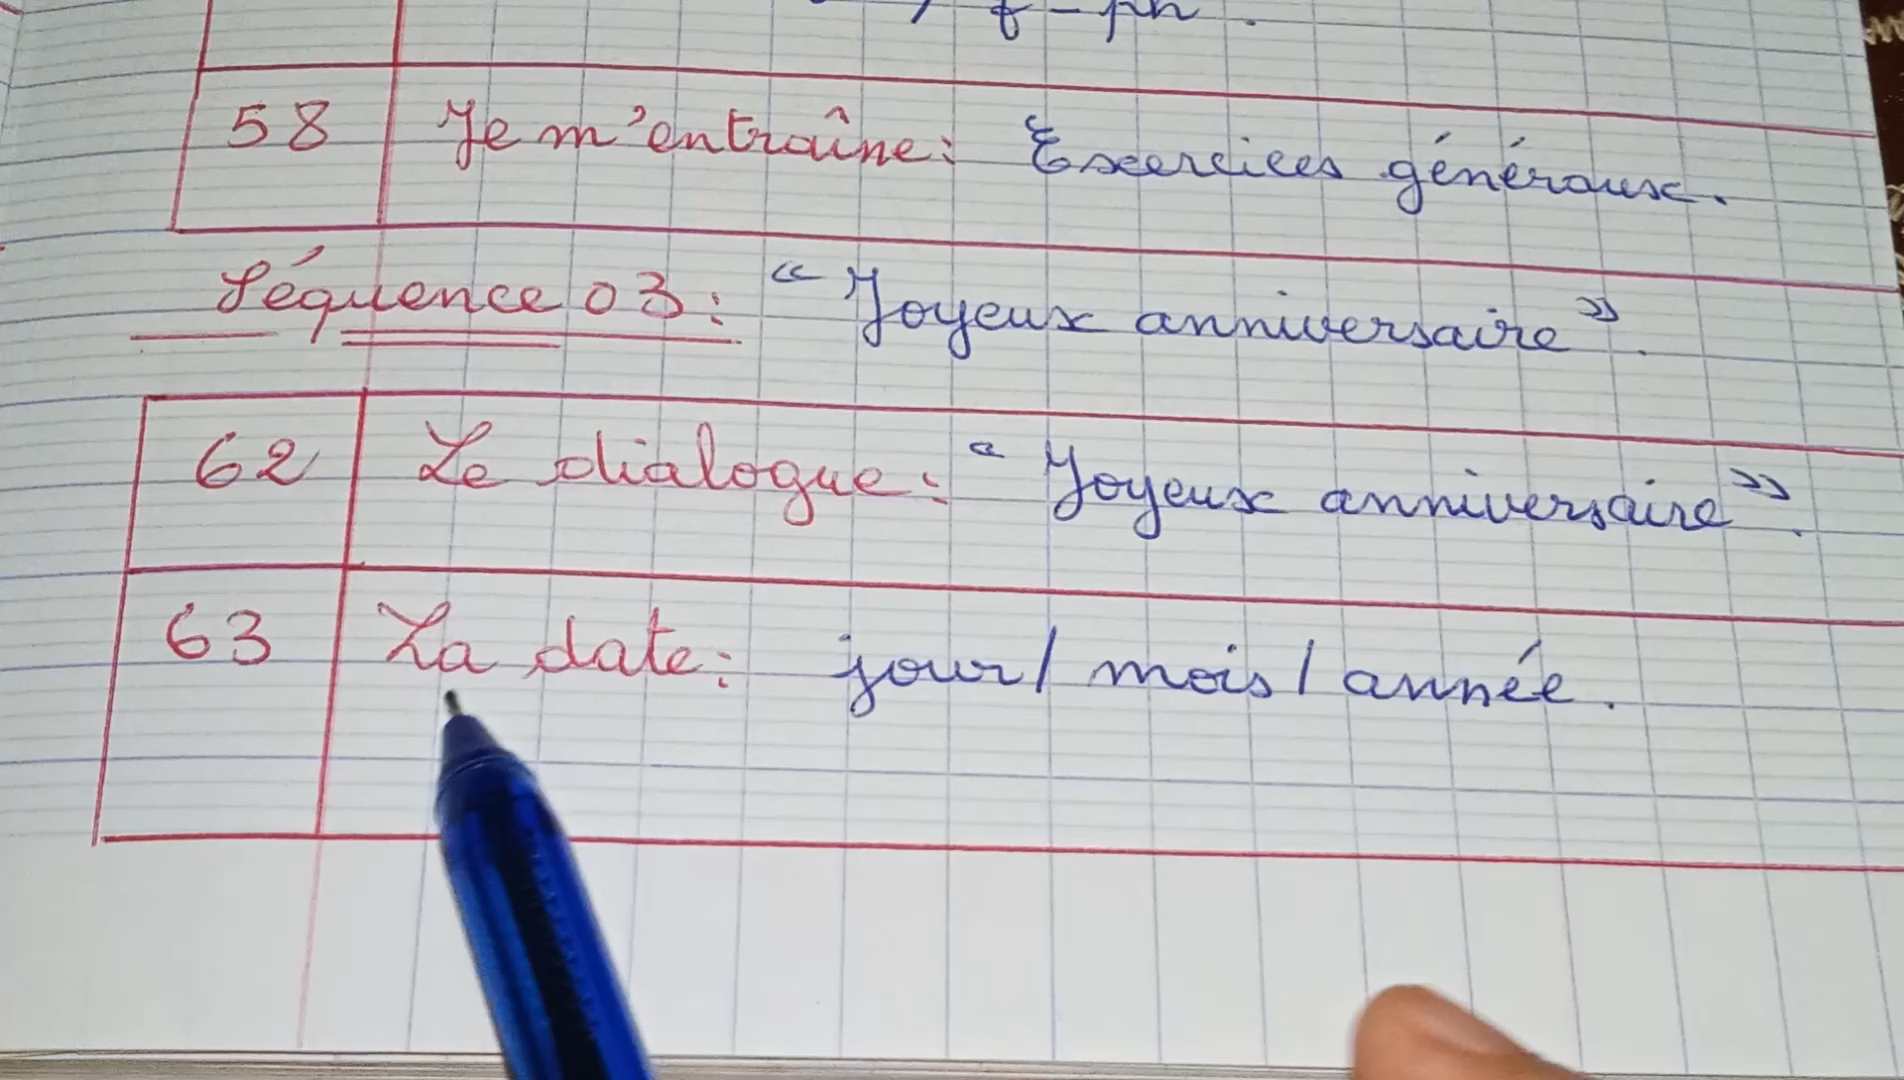 f-ph.
58 Je m'entraîne: Exercices généraux.
Séquence 03: "Joyeux anniversaire".
62 Le dialogue: "Joyeux anniversaire".
63 La date: jour/ mois/ année.